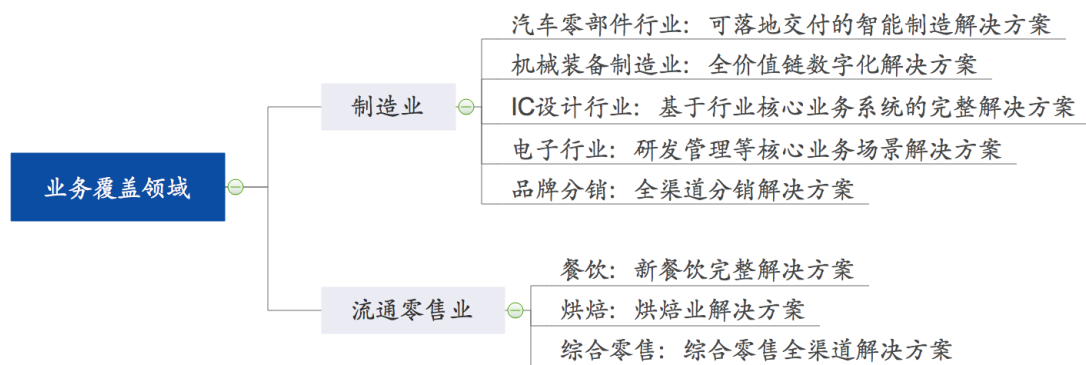 业务覆盖领域
制造业
汽车零部件行业：可落地交付的智能制造解决方案
机械装备制造业：全价值链数字化解决方案
IC设计行业：基于行业核心业务系统的完整解决方案
电子行业：研发管理等核心业务场景解决方案
品牌分销：全渠道分销解决方案
流通零售业
餐饮：新餐饮完整解决方案
烘焙：烘焙业解决方案
综合零售：综合零售全渠道解决方案